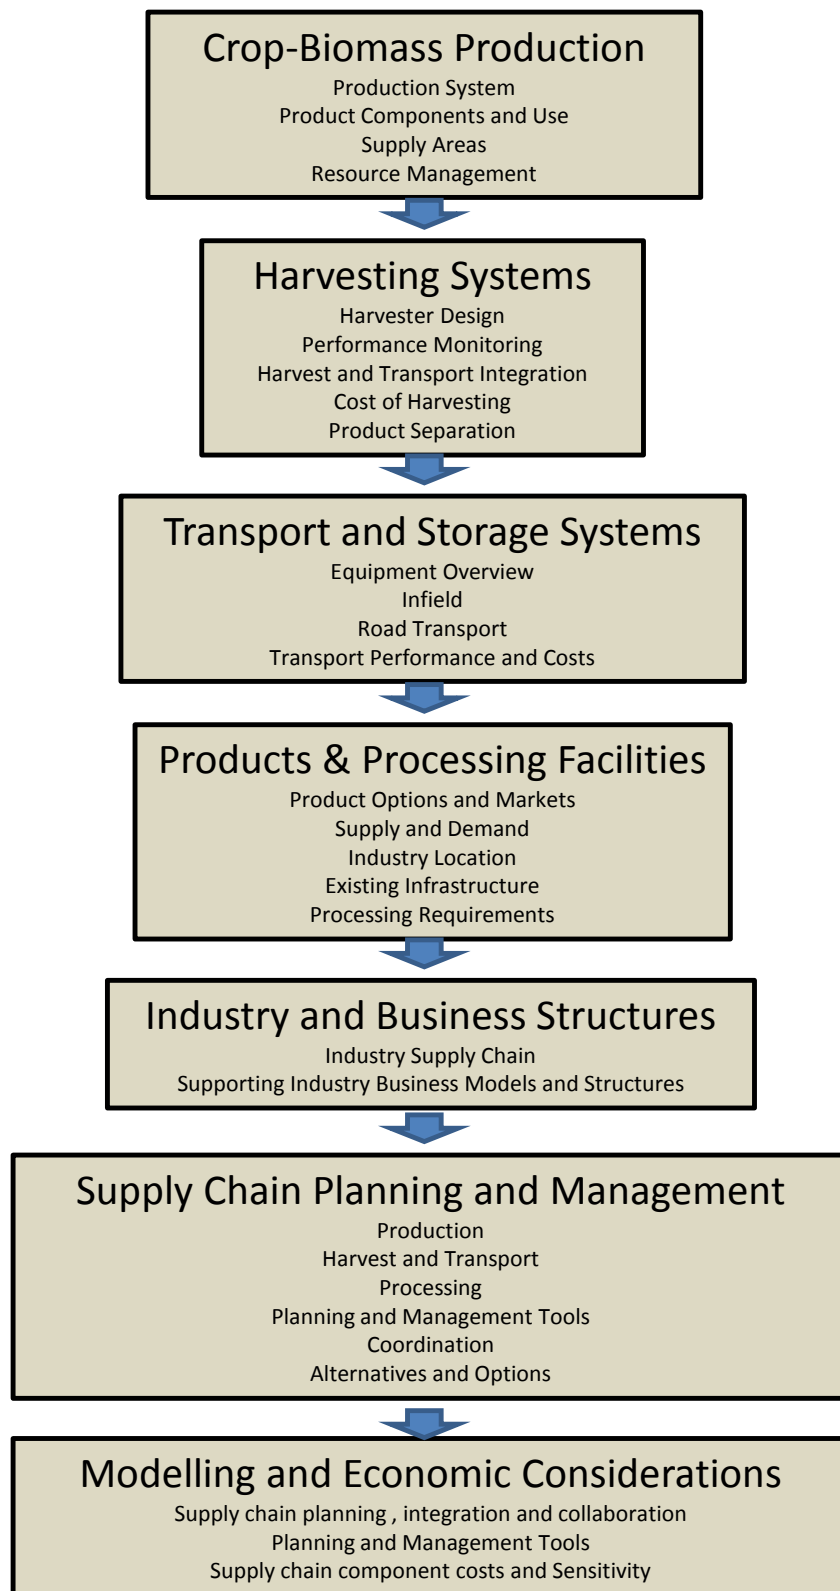 Crop-Biomass Production
Production System
Product Components and Use
Supply Areas
Resource Management
Harvesting Systems
Harvester Design
Performance Monitoring
Harvest and Transport Integration
Cost of Harvesting
Product Separation
Transport and Storage Systems
Equipment Overview
Infield
Road Transport
Transport Performance and Costs
Products & Processing Facilities
Product Options and Markets
Supply and Demand
Industry Location
Existing Infrastructure
Processing Requirements
Industry and Business Structures
Industry Supply Chain
Supporting Industry Business Models and Structures
Supply Chain Planning and Management
Production
Harvest and Transport
Processing
Planning and Management Tools
Coordination
Alternatives and Options
Modelling and Economic Considerations
Supply chain planning , integration and collaboration
Planning and Management Tools
Supply chain component costs and Sensitivity